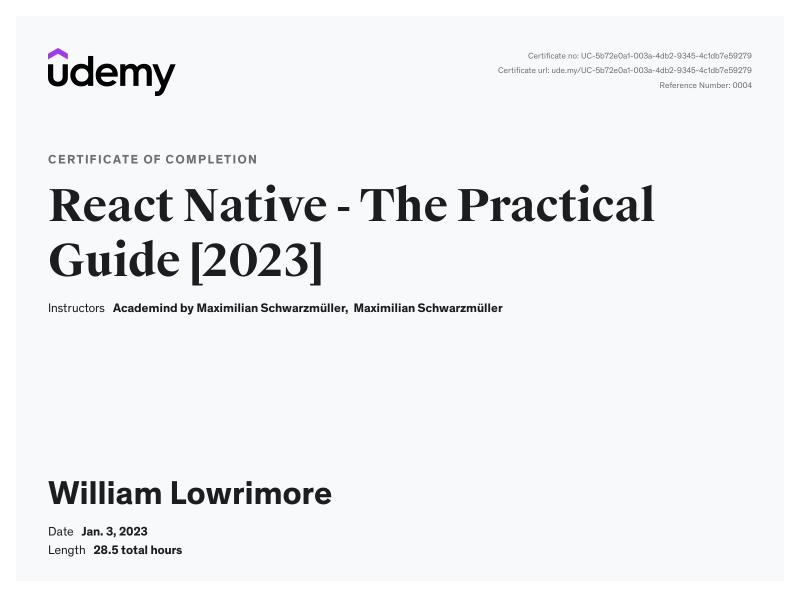 udemy
Certificate no: UC-5b72e0a1-003a-4db2-9345-4c1db7e59279
Certificate url: ude.my/UC-5b72e0a1-003a-4db2-9345-4c1db7e59279
Reference Number: 0004
CERTIFICATE OF COMPLETION
React Native - The Practical
Guide [2023]
Instructors Academind by Maximilian Schwarzmüller, Maximilian Schwarzmüller
William Lowrimore
Date Jan. 3, 2023
Length 28.5 total hours